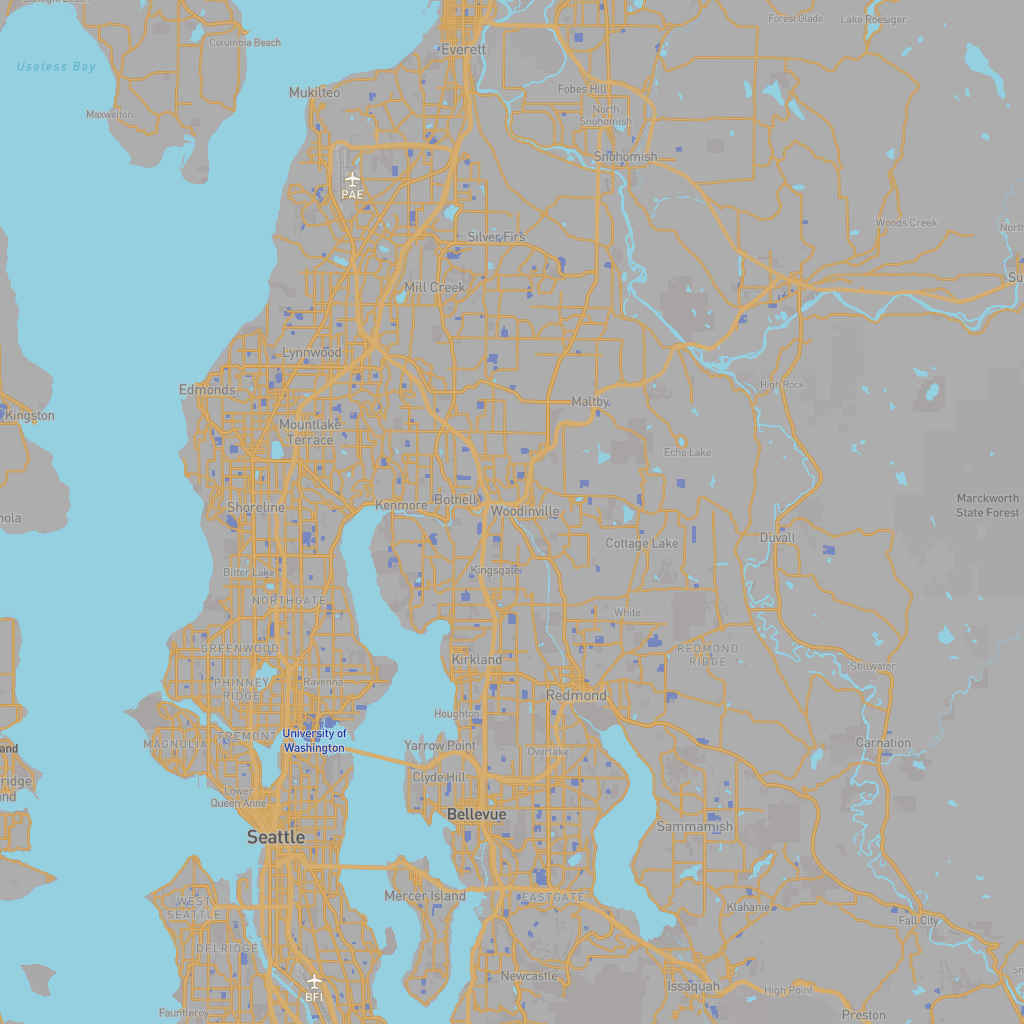 Columbia Beach
Forest Glade
Lake Roesiger
Everett
Useless Bay
Mukilteo
Fobes Hill
Maxwelton
North
Snohomish
Snohomish
PAE
Woods Creek
Silver Firs
Mill Creek
Lynnwood
Edmonds
High Rock
Kingston
Maltby
Mountlake
Terrace
Echo Lake
Marckworth
State Forest
Shoreline
Kenmore
Bothell
Woodinville
Duvall
Cottage Lake
Bitter Lake
Kingsgate
NORTHGATE
White
GREENWOOD
REDMOND
RIDGE
Kirkland
Stillwater
PHINNEY
RIDGE
Ravenna
Redmond
Houghton
FREMONT
University of
Washington
MAGNOLIA
Yarrow Point
Overlake
Carnation
Clyde Hill
Lower
Queen Anne
Bellevue
Seattle
Sammamish
Mercer Island
EASTGATE
WEST
SEATTLE
Klahanie
Fall City
DELRIDGE
Newcastle
Issaquah
High Point
BFI
Fauntleroy
Preston